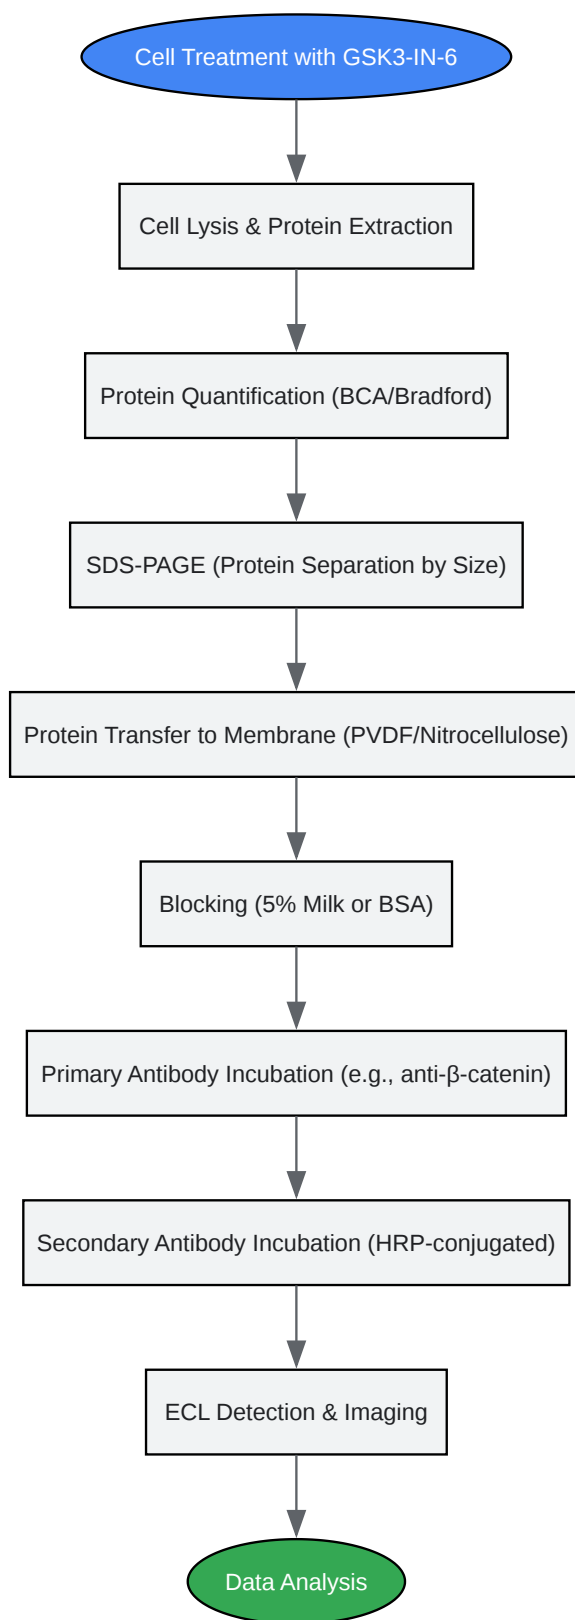 Cell Treatment with GSK3-IN-6
Cell Lysis & Protein Extraction
Protein Quantification (BCA/Bradford)
SDS-PAGE (Protein Separation by Size)
Protein Transfer to Membrane (PVDF/Nitrocellulose)
Blocking (5% Milk or BSA)
Primary Antibody Incubation (e.g., anti-β-catenin)
Secondary Antibody Incubation (HRP-conjugated)
ECL Detection & Imaging
Data Analysis